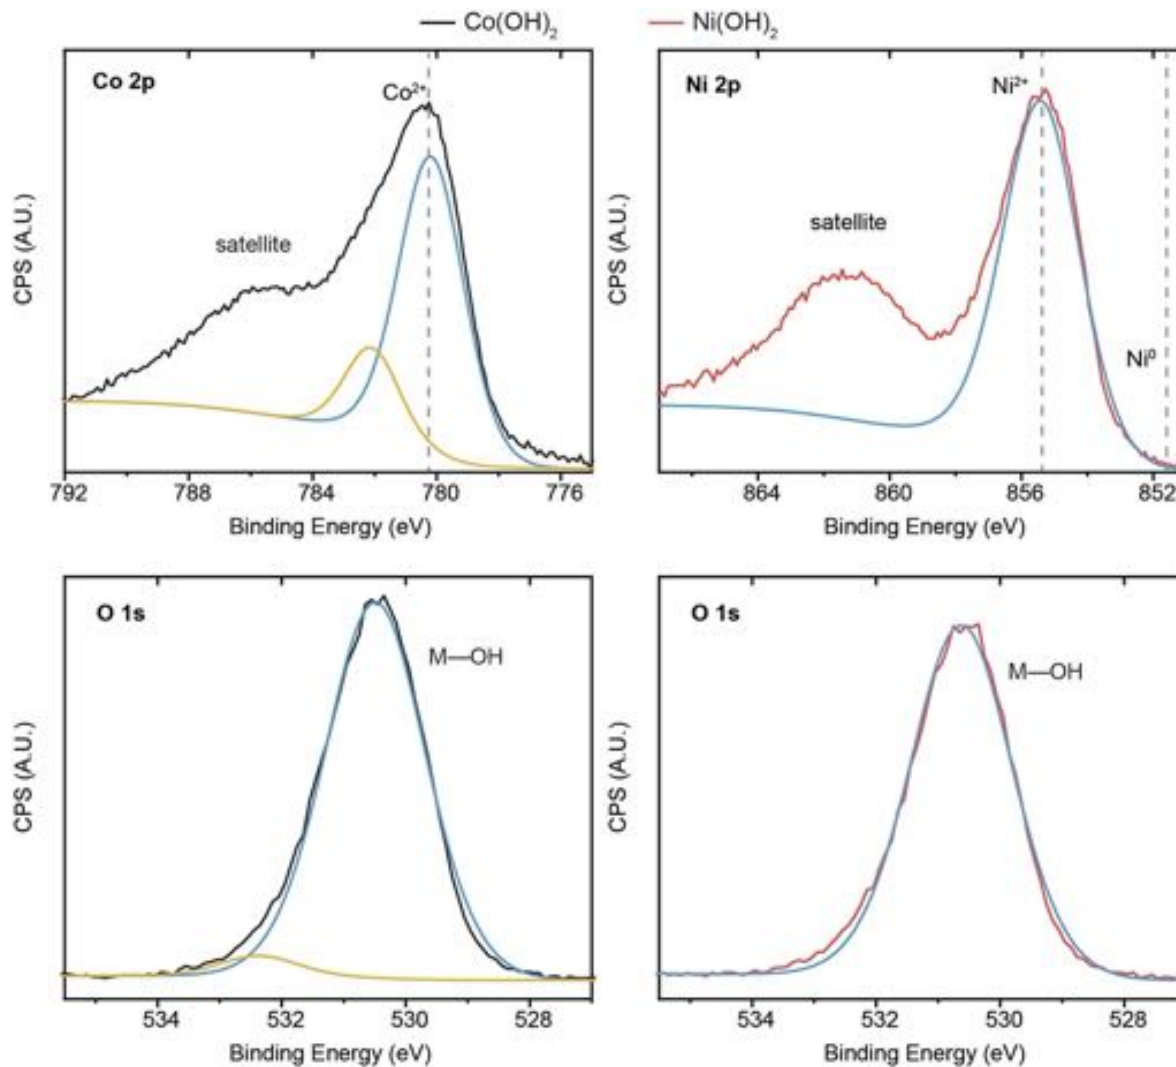 Co(OH)₂ Ni(OH)₂
Co 2p
Co²⁺
satellite
CPS (A.U.)
792 788 784 780 776
Binding Energy (eV)
Ni 2p
Ni²⁺
satellite
Ni⁰
CPS (A.U.)
864 860 856 852
Binding Energy (eV)
O 1s
M—OH
CPS (A.U.)
534 532 530 528
Binding Energy (eV)
O 1s
M—OH
CPS (A.U.)
534 532 530 528
Binding Energy (eV)